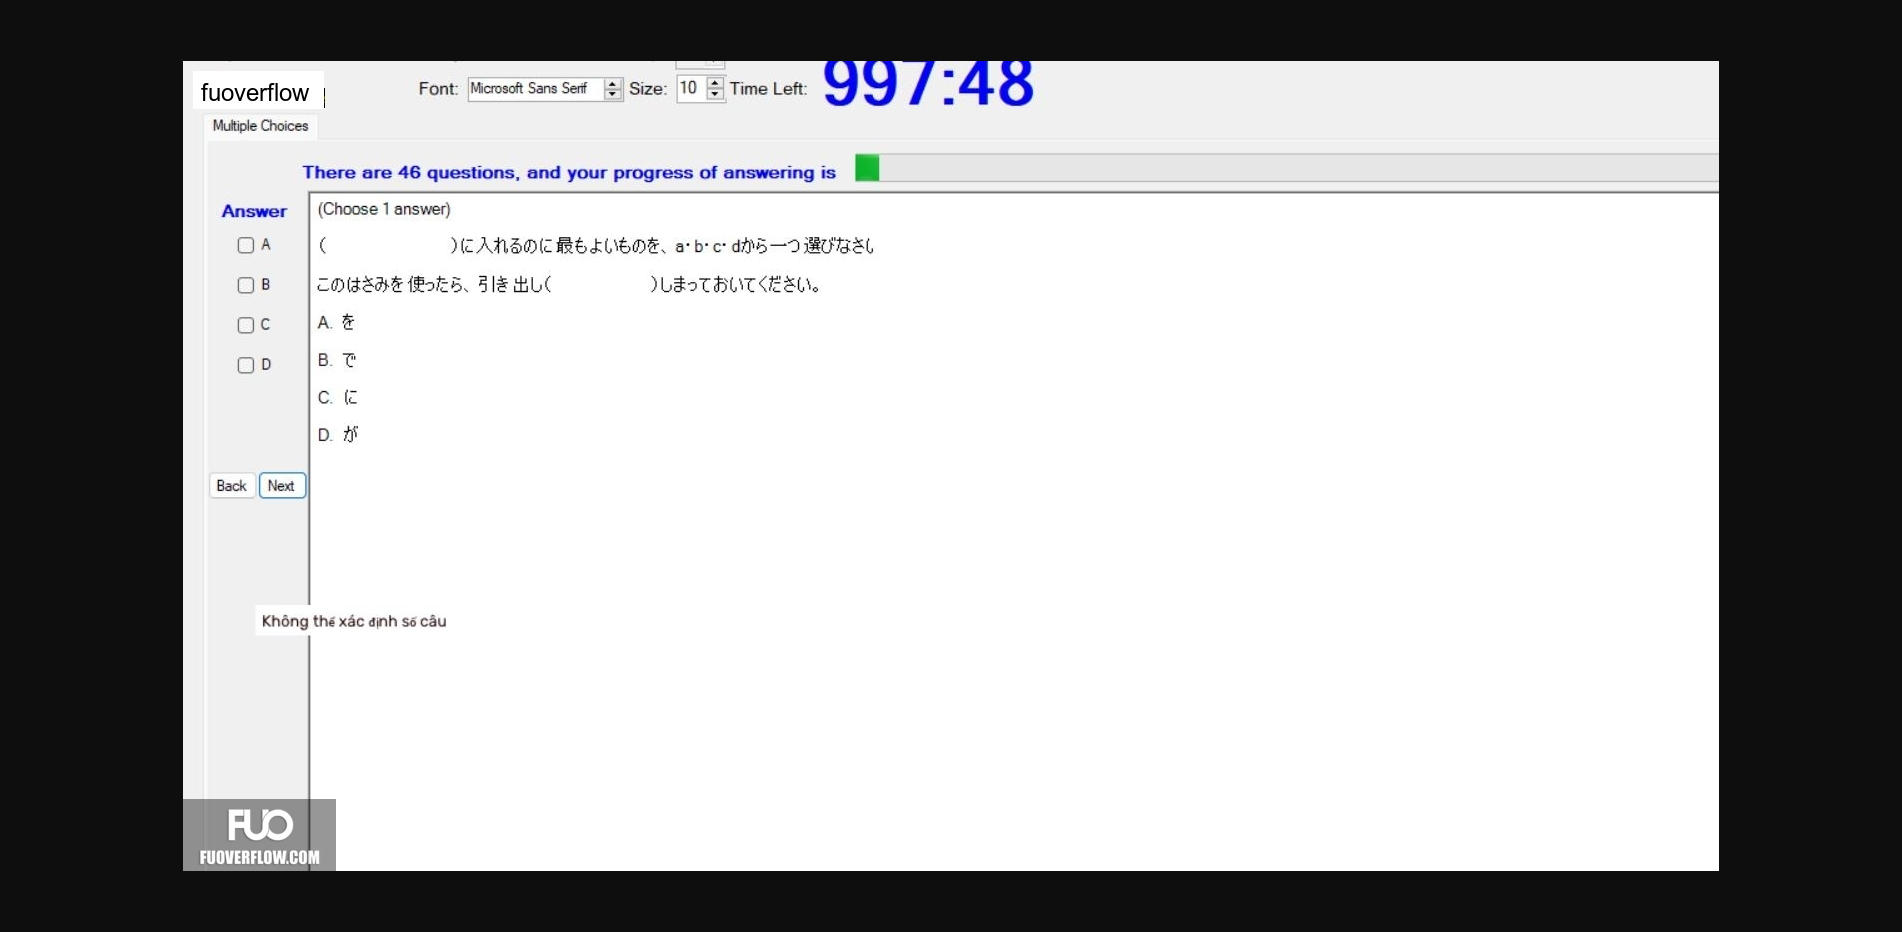 fuoverflow
Font: Microsoft Sans Serif Size: 10 Time Left: 997:48
Multiple Choices
There are 46 questions, and your progress of answering is
Answer
(Choose 1 answer)
A
( )に入れるのに最もよいものを、a・b・c・dから一つ選びなさい
B
このはさみを使ったら、引き出し( )しまっておいてください。
C
A. を
D
B. で
C. に
D. が
Back Next
Không thể xác định số câu
FUO
FUOVERFLOW.COM